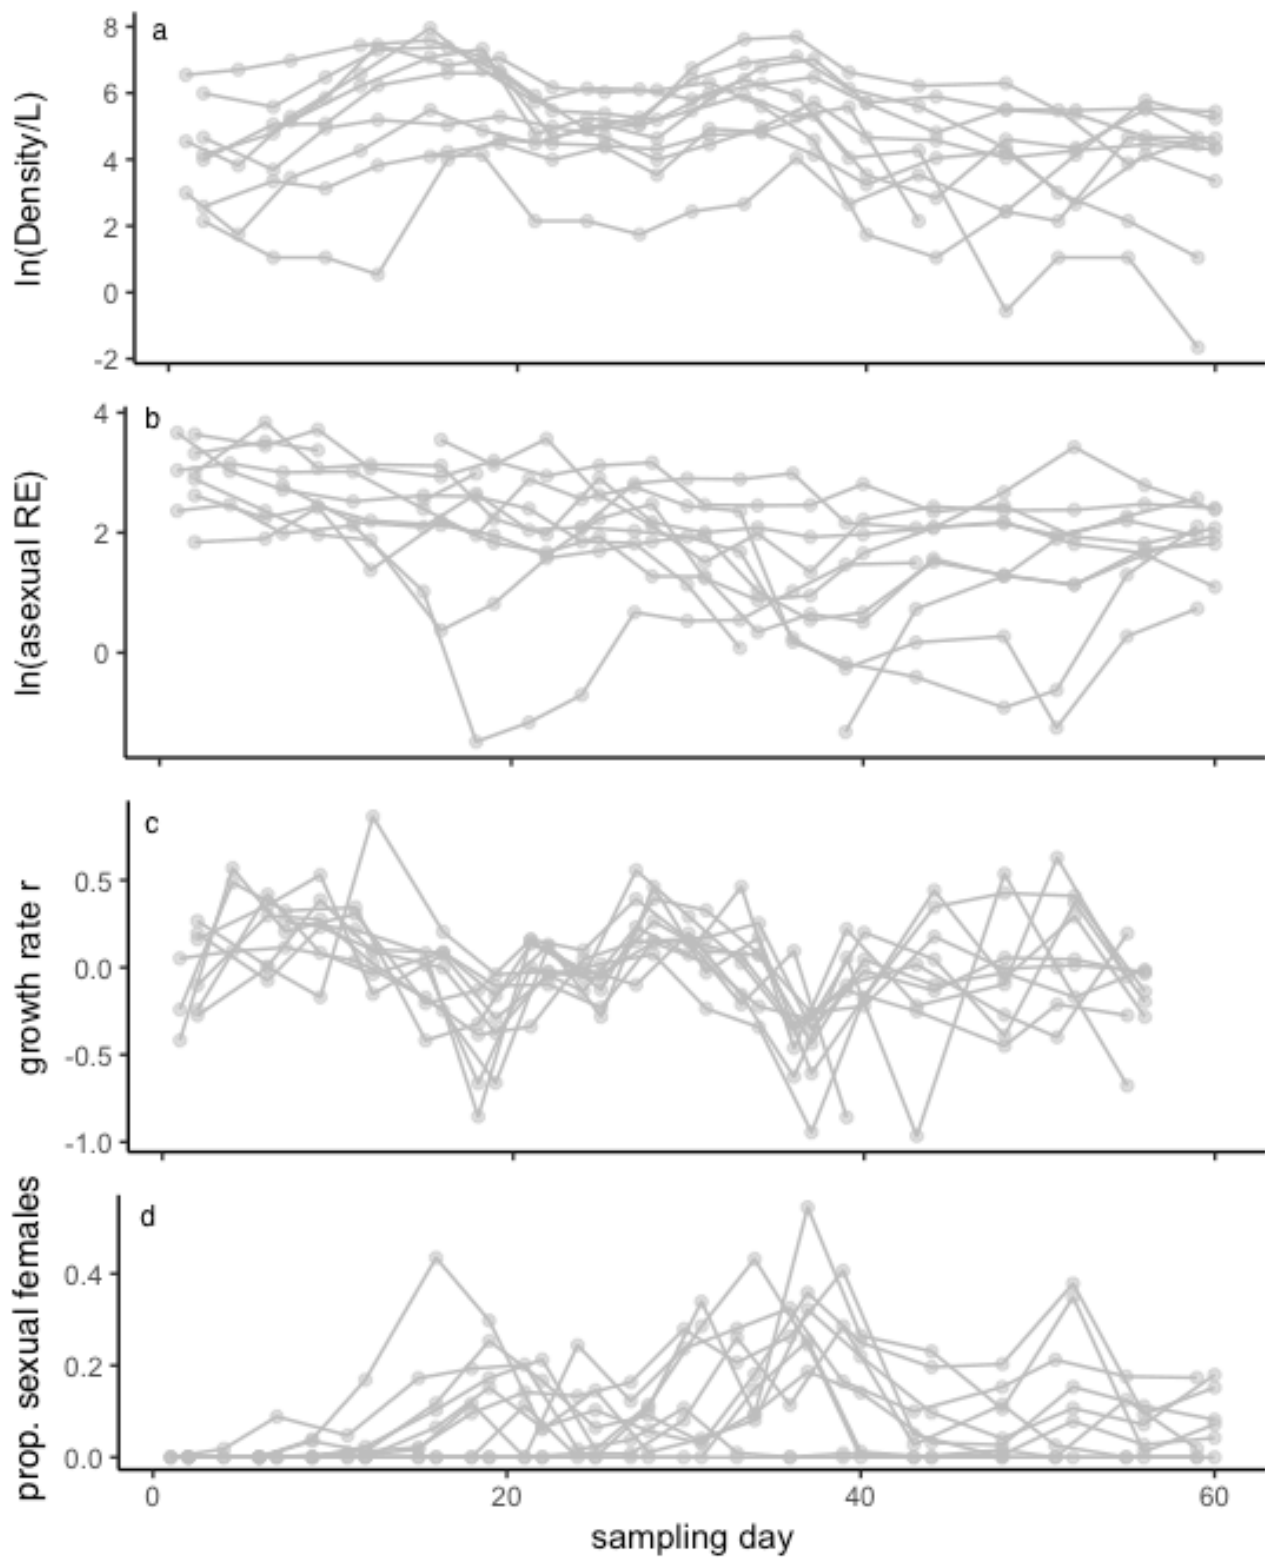 a
ln(Density/L)
8
6
4
2
0
-2
b
ln(asexual RE)
4
2
0
c
growth rate r
0.5
0.0
-0.5
-1.0
d
prop. sexual females
0.4
0.2
0.0
0 20 40 60
sampling day